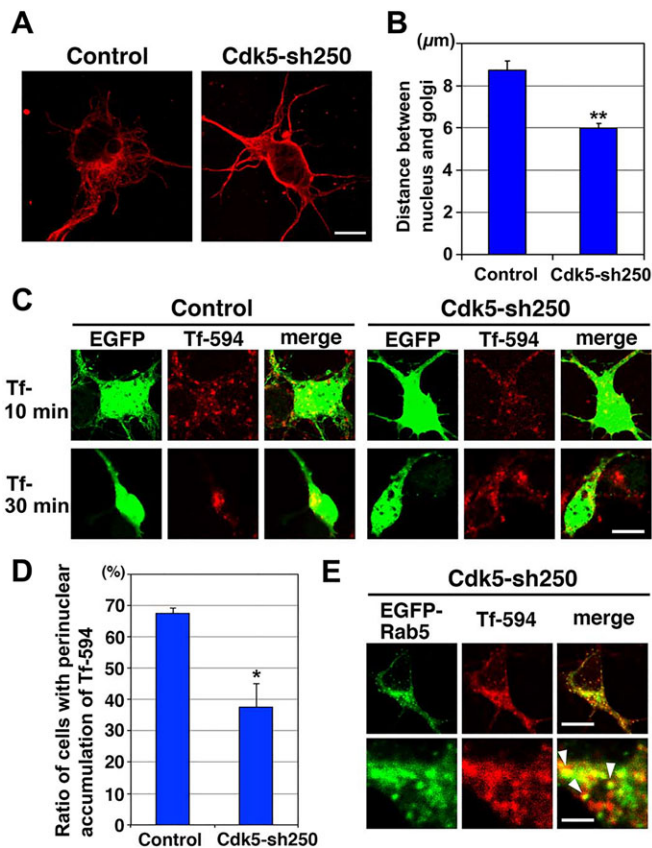 A
Control
Cdk5-sh250
B
(µm)
Distance between
nucleus and golgi
8
6
4
2
0
**
Control
Cdk5-sh250
C
Control
Cdk5-sh250
EGFP
Tf-594
merge
EGFP
Tf-594
merge
Tf-
10 min
Tf-
30 min
D
(%)
Ratio of cells with perinuclear
accumulation of Tf-594
70
60
50
40
30
20
10
0
*
Control
Cdk5-sh250
E
Cdk5-sh250
EGFP-
Rab5
Tf-594
merge